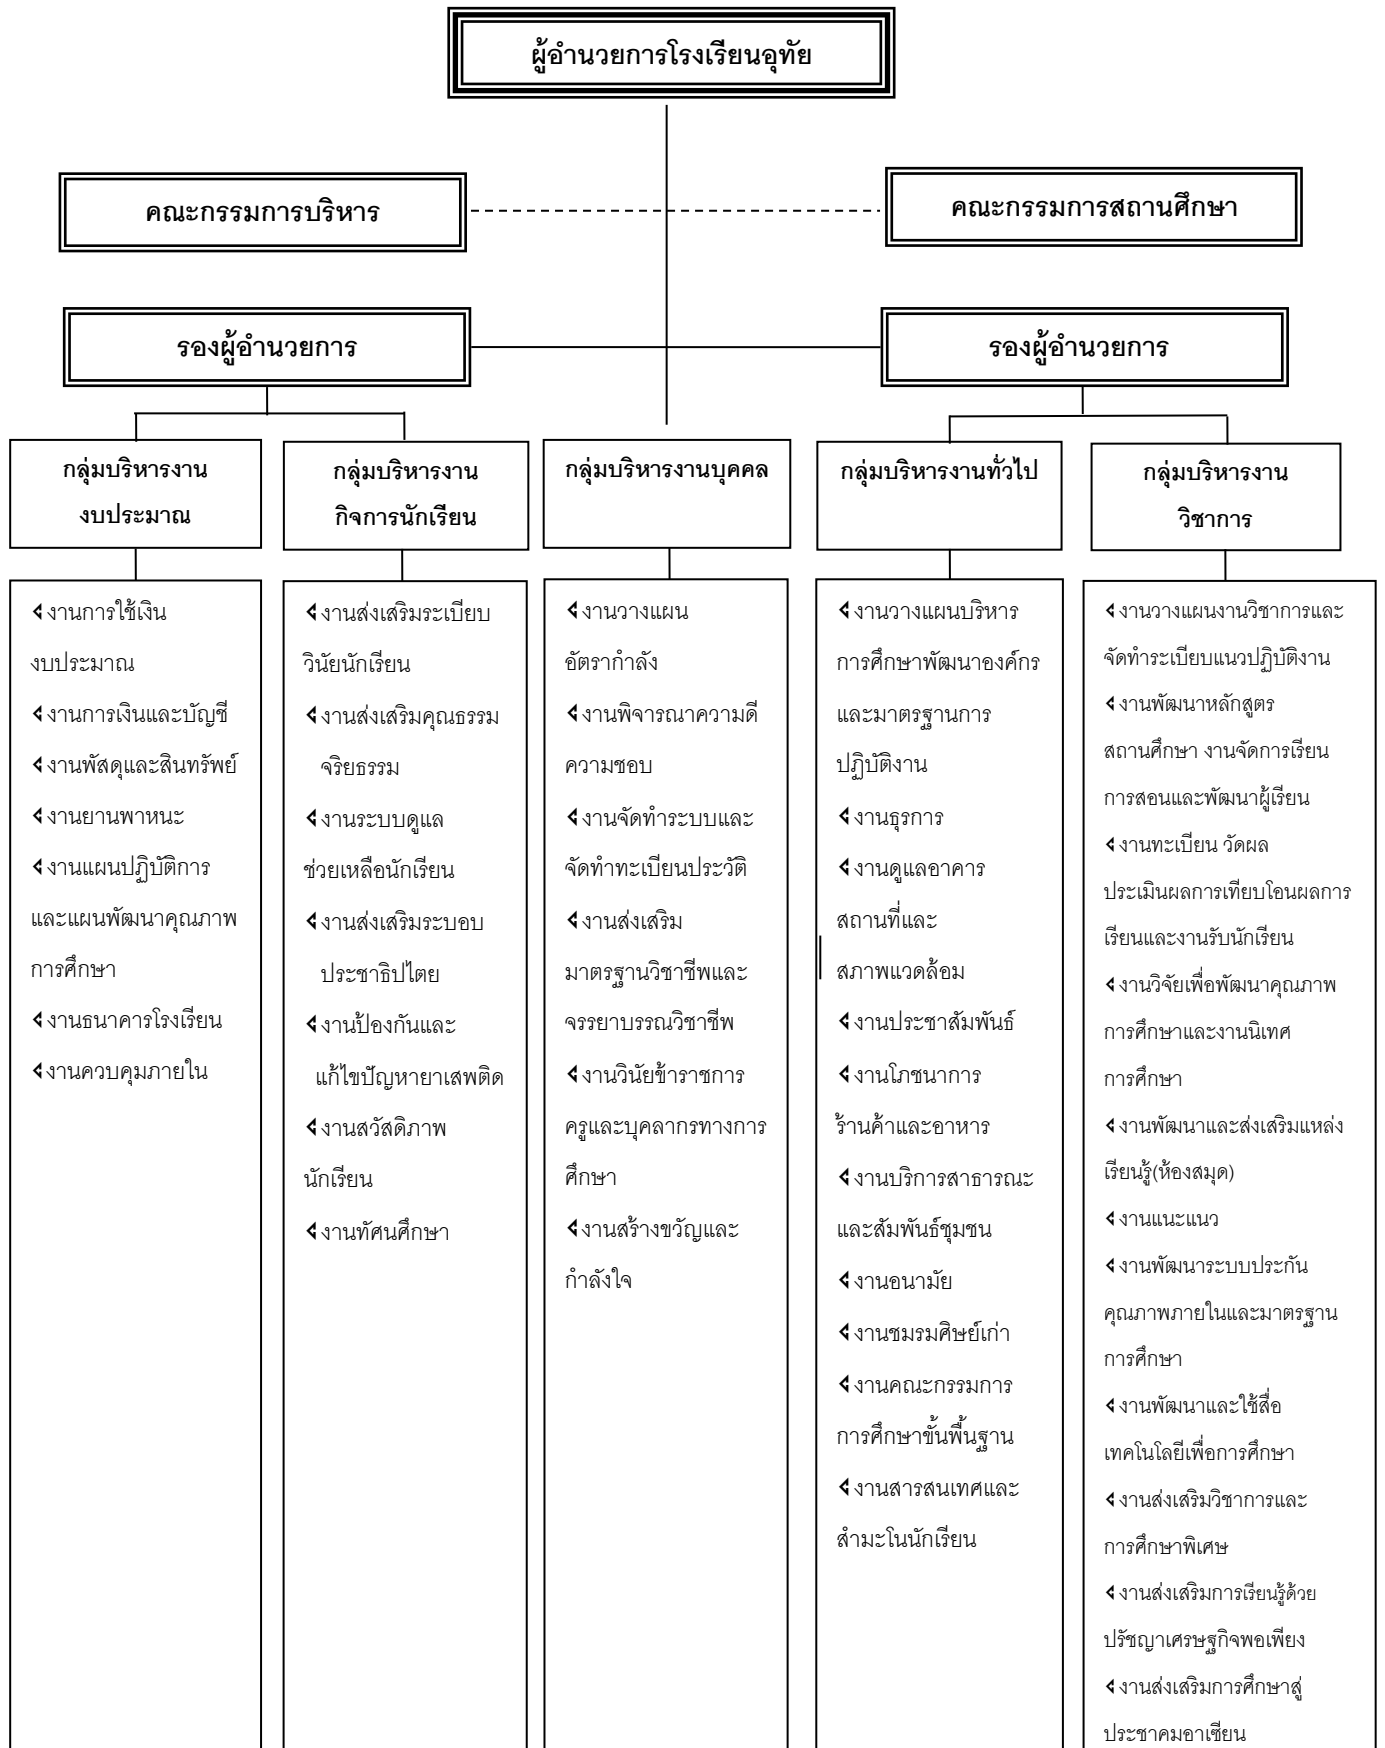 ผู้อำนวยการโรงเรียนอุทัย
คณะกรรมการบริหาร
คณะกรรมการสถานศึกษา
รองผู้อำนวยการ
รองผู้อำนวยการ
กลุ่มบริหารงาน
งบประมาณ
กลุ่มบริหารงาน
กิจการนักเรียน
กลุ่มบริหารงานบุคคล
กลุ่มบริหารงานทั่วไป
กลุ่มบริหารงาน
วิชาการ
งานการใช้เงิน
งบประมาณ
งานการเงินและบัญชี
งานพัสดุและสินทรัพย์
งานยานพาหนะ
งานแผนปฏิบัติการ
และแผนพัฒนาคุณภาพ
การศึกษา
งานธนาคารโรงเรียน
งานควบคุมภายใน
งานส่งเสริมระเบียบ
วินัยนักเรียน
งานส่งเสริมคุณธรรม
จริยธรรม
งานระบบดูแล
ช่วยเหลือนักเรียน
งานส่งเสริมระบอบ
ประชาธิปไตย
งานป้องกันและ
แก้ไขปัญหายาเสพติด
งานสวัสดิภาพ
นักเรียน
งานทัศนศึกษา
งานวางแผน
อัตรากำลัง
งานพิจารณาความดี
ความชอบ
งานจัดทำระบบและ
จัดทำทะเบียนประวัติ
งานส่งเสริม
มาตรฐานวิชาชีพและ
จรรยาบรรณวิชาชีพ
งานวินัยข้าราชการ
ครูและบุคลากรทางการ
ศึกษา
งานสร้างขวัญและ
กำลังใจ
งานวางแผนบริหาร
การศึกษาพัฒนาองค์กร
และมาตรฐานการ
ปฏิบัติงาน
งานธุรการ
งานดูแลอาคาร
สถานที่และ
สภาพแวดล้อม
งานประชาสัมพันธ์
งานโภชนาการ
ร้านค้าและอาหาร
งานบริการสาธารณะ
และสัมพันธ์ชุมชน
งานอนามัย
งานชมรมศิษย์เก่า
งานคณะกรรมการ
การศึกษาขั้นพื้นฐาน
งานสารสนเทศและ
สำมะโนนักเรียน
งานวางแผนงานวิชาการและ
จัดทำระเบียบแนวปฏิบัติงาน
งานพัฒนาหลักสูตร
สถานศึกษา งานจัดการเรียน
การสอนและพัฒนาผู้เรียน
งานทะเบียน วัดผล
ประเมินผลการเทียบโอนผลการ
เรียนและงานรับนักเรียน
งานวิจัยเพื่อพัฒนาคุณภาพ
การศึกษาและงานนิเทศ
การศึกษา
งานพัฒนาและส่งเสริมแหล่ง
เรียนรู้(ห้องสมุด)
งานแนะแนว
งานพัฒนาระบบประกัน
คุณภาพภายในและมาตรฐาน
การศึกษา
งานพัฒนาและใช้สื่อ
เทคโนโลยีเพื่อการศึกษา
งานส่งเสริมวิชาการและ
การศึกษาพิเศษ
งานส่งเสริมการเรียนรู้ด้วย
ปรัชญาเศรษฐกิจพอเพียง
งานส่งเสริมการศึกษาสู่
ประชาคมอาเซียน